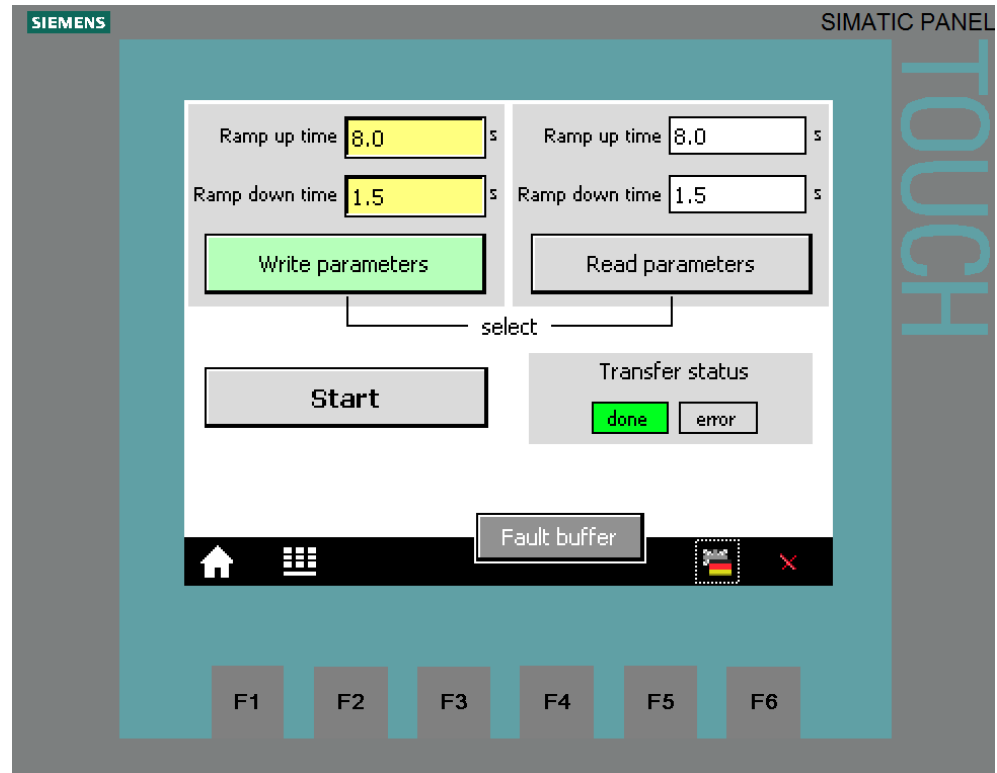 SIEMENS
SIMATIC PANEL
TOUCH
Ramp up time 8.0 s
Ramp down time 1.5 s
Write parameters
Ramp up time 8.0 s
Ramp down time 1.5 s
Read parameters
select
Start
Transfer status
done error
Fault buffer
F1 F2 F3 F4 F5 F6